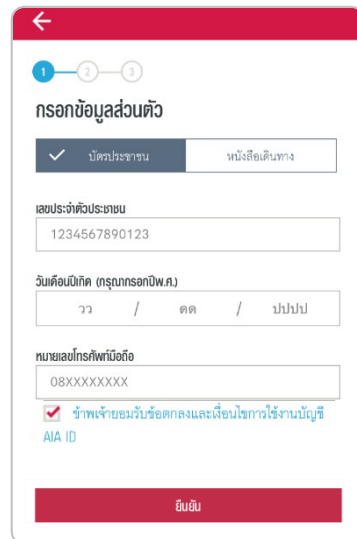 1 2 3
กรอกข้อมูลส่วนตัว
บัตรประชาชน หนังสือเดินทาง
เลขประจำตัวประชาชน
1234567890123
วันเดือนปีเกิด (กรุณากรอกปีพ.ศ.)
วว / ดด / ปปปป
หมายเลขโทรศัพท์มือถือ
08XXXXXXXX
ข้าพเจ้ายอมรับข้อตกลงและเงื่อนไขการใช้งานบัญชี
AIA ID
ยืนยัน